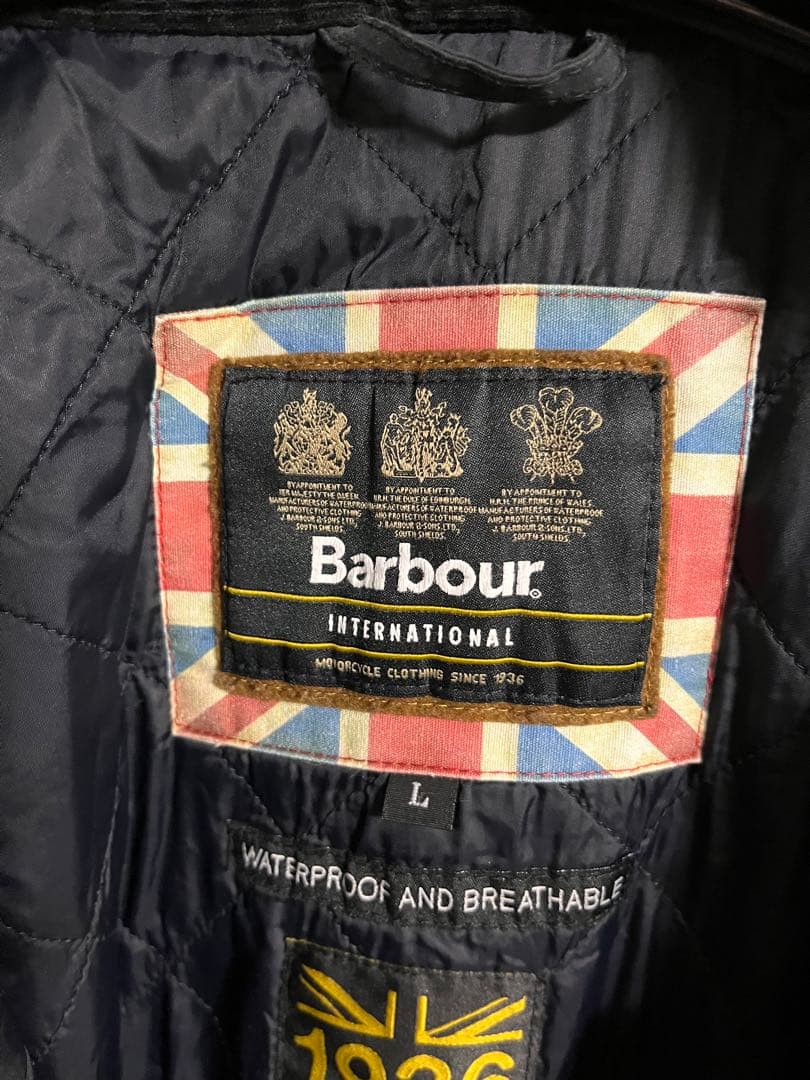 BY APPOINTMENT TO
H.R. MAJESTY THE QUEEN
MANUFACTURERS OF WATERPROOF
AND PROTECTIVE CLOTHING
J. BARBOUR & SONS LTD,
SOUTH SHIELDS
BY APPOINTMENT TO
H.R.H. THE DUKE OF EDINBURGH
MANUFACTURERS OF WATERPROOF
AND PROTECTIVE CLOTHING
J. BARBOUR & SONS LTD,
SOUTH SHIELDS.
BY APPOINTMENT TO
H.R.H. THE PRINCE OF WALES
MANUFACTURERS OF WATERPROOF
AND PROTECTIVE CLOTHING
J. BARBOUR & SONS LTD,
SOUTH SHIELDS.
Barbour®
INTERNATIONAL
MOTORCYCLE CLOTHING SINCE 1936
L
WATERPROOF AND BREATHABLE
1936